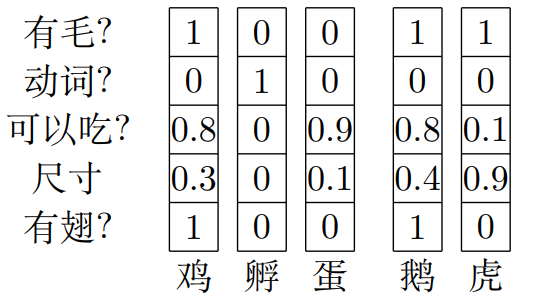 有毛? 1 0 0 1 1
动词? 0 1 0 0 0
可以吃? 0.8 0 0.9 0.8 0.1
尺寸 0.3 0 0.1 0.4 0.9
有翅? 1 0 0 1 0
鸡 孵 蛋 鹅 虎